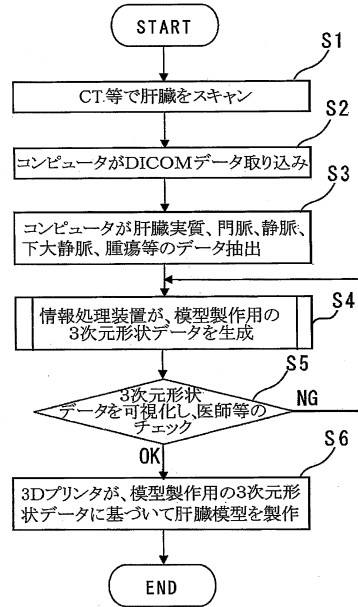 START
S1
CT.等で肝臓をスキャン
S2
コンピュータがDICOMデータ取り込み
S3
コンピュータが肝臓実質、門脈、静脈、
下大静脈、腫瘍等のデータ抽出
S4
情報処理装置が、模型製作用の
3次元形状データを生成
S5
3次元形状
データを可視化し、医師等の
チェック
NG
OK
S6
3Dプリンタが、模型製作用の3次元形
状データに基づいて肝臓模型を製作
END